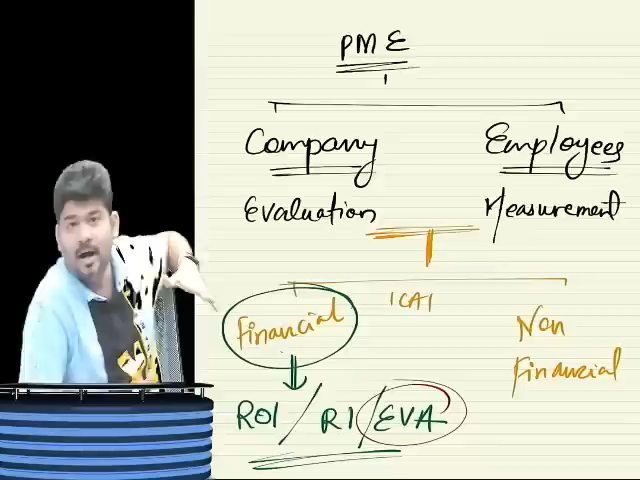 PME
Company Employees
Evaluation Measurement
ICAI
Financial Non
Financial
ROI / RI / EVA